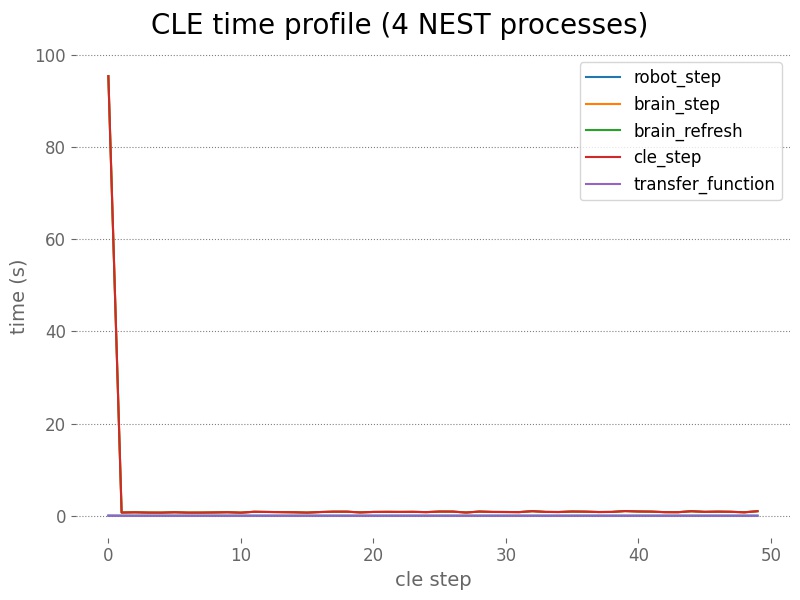 CLE time profile (4 NEST processes)
100
80
60
40
20
0
time (s)
robot_step
brain_step
brain_refresh
cle_step
transfer_function
0
10
20
30
40
50
cle step